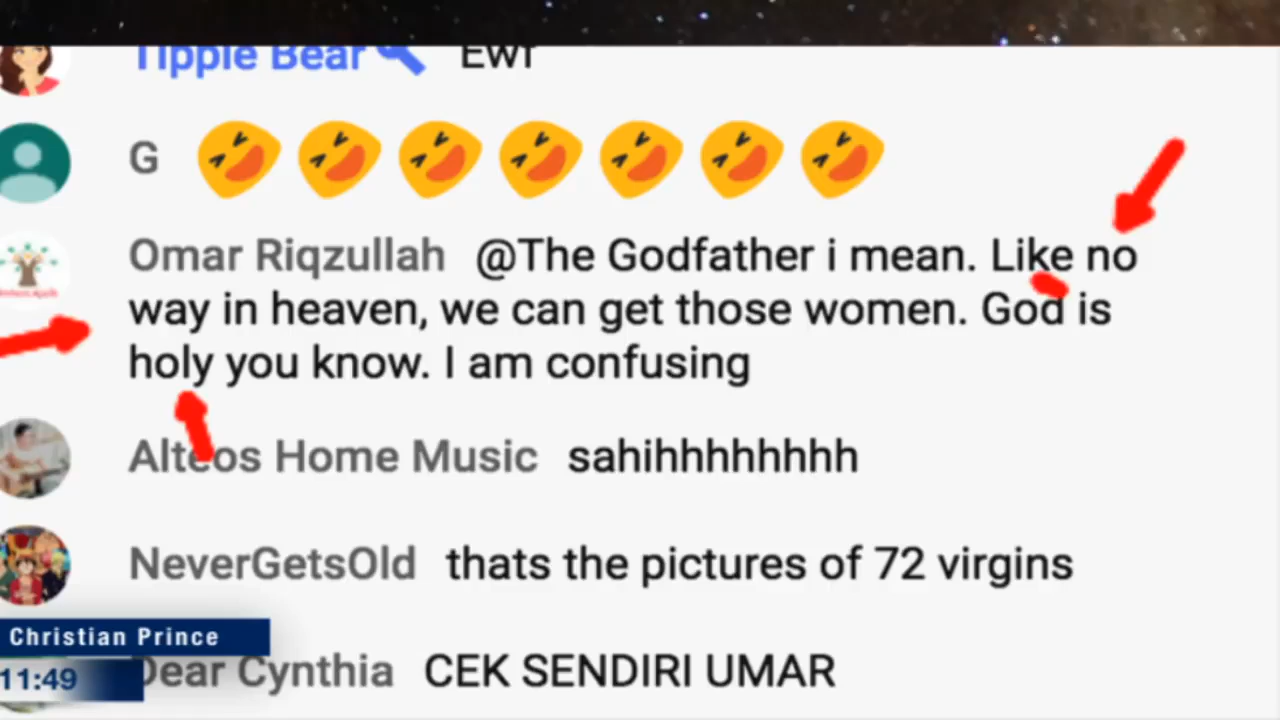 Tipple Bear Ewf
G
Omar Riqzullah @The Godfather i mean. Like no
way in heaven, we can get those women. God is
holy you know. I am confusing
Alteos Home Music sahihhhhhhhhh
NeverGetsOld thats the pictures of 72 virgins
Christian Prince
Dear Cynthia CEK SENDIRI UMAR
11:49